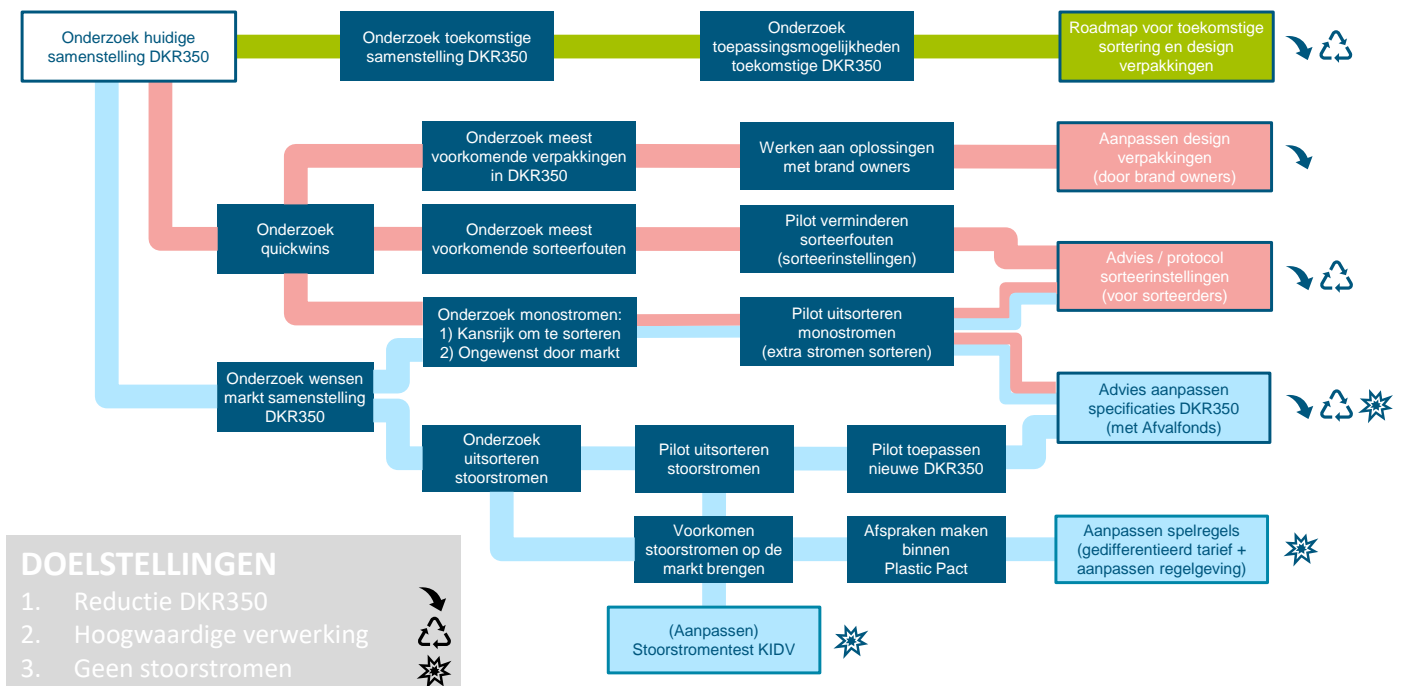 Onderzoek huidige
samenstelling DKR350
Onderzoek toekomstige
samenstelling DKR350
Onderzoek
toepassingsmogelijkheden
toekomstige DKR350
Roadmap voor toekomstige
sortering en design
verpakkingen
Onderzoek meest
voorkomende verpakkingen
in DKR350
Werken aan oplossingen
met brand owners
Aanpassen design
verpakkingen
(door brand owners)
Onderzoek
quickwins
Onderzoek meest
voorkomende sorteerfouten
Pilot verminderen
sorteerfouten
(sorteerinstellingen)
Advies / protocol
sorteerinstellingen
(voor sorteerders)
Onderzoek monostromen:
1) Kansrijk om te sorteren
2) Ongewenst door markt
Pilot uitsorteren
monostromen
(extra stromen sorteren)
Onderzoek wensen
markt samenstelling
DKR350
Advies aanpassen
specificaties DKR350
(met Afvalfonds)
Onderzoek
uitsorteren
stoorstromen
Pilot uitsorteren
stoorstromen
Pilot toepassen
nieuwe DKR350
Voorkomen
stoorstromen op de
markt brengen
Afspraken maken
binnen
Plastic Pact
Aanpassen spelregels
(gedifferentieerd tarief +
aanpassen regelgeving)
(Aanpassen)
Stoorstromentest KIDV
DOELSTELLINGEN
1. Reductie DKR350
2. Hoogwaardige verwerking
3. Geen stoorstromen